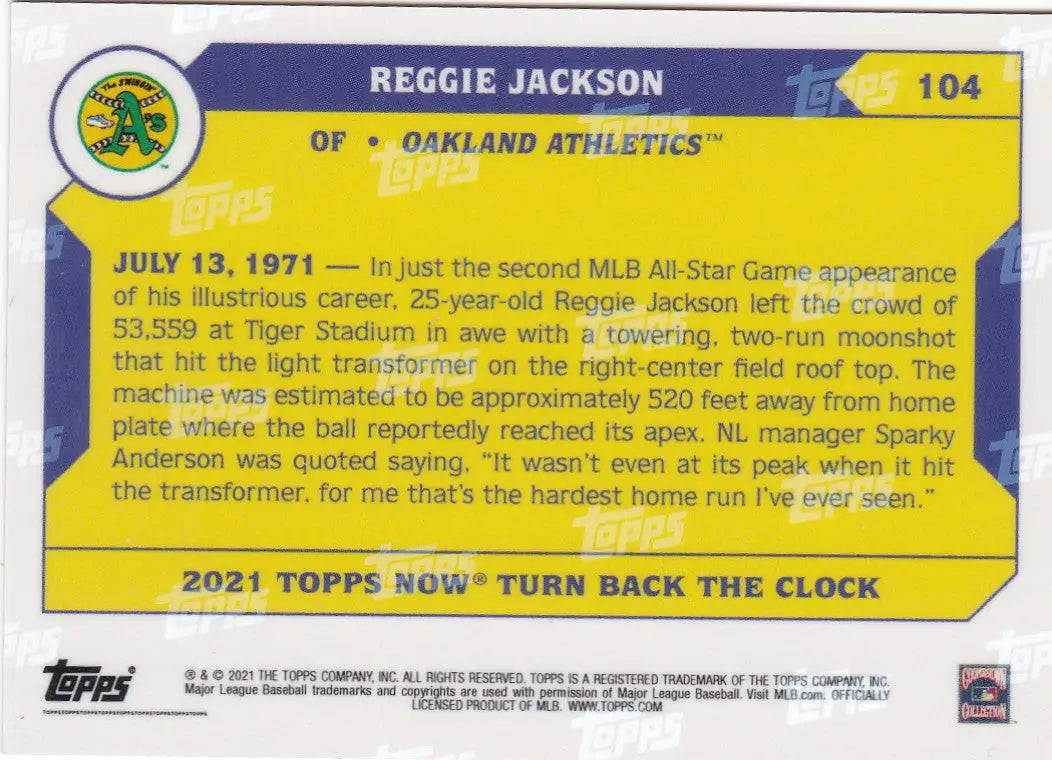 The SWINGIN'
A's
REGGIE JACKSON
104
OF • OAKLAND ATHLETICS™
JULY 13, 1971 — In just the second MLB All-Star Game appearance
of his illustrious career, 25-year-old Reggie Jackson left the crowd of
53,559 at Tiger Stadium in awe with a towering, two-run moonshot
that hit the light transformer on the right-center field roof top. The
machine was estimated to be approximately 520 feet away from home
plate where the ball reportedly reached its apex. NL manager Sparky
Anderson was quoted saying, “It wasn't even at its peak when it hit
the transformer, for me that's the hardest home run I've ever seen.”
2021 TOPPS NOW® TURN BACK THE CLOCK
Topps®
® & © 2021 THE TOPPS COMPANY, INC. ALL RIGHTS RESERVED. TOPPS IS A REGISTERED TRADEMARK OF THE TOPPS COMPANY, INC.
Major League Baseball trademarks and copyrights are used with permission of Major League Baseball. Visit MLB.com. OFFICIALLY
LICENSED PRODUCT OF MLB. WWW.TOPPS.COM
TOPPSTOPPSTOPPSTOPPSTOPPSTOPPSTOPPSTOPPSTOPPS
COOPERSTOWN
COLLECTION